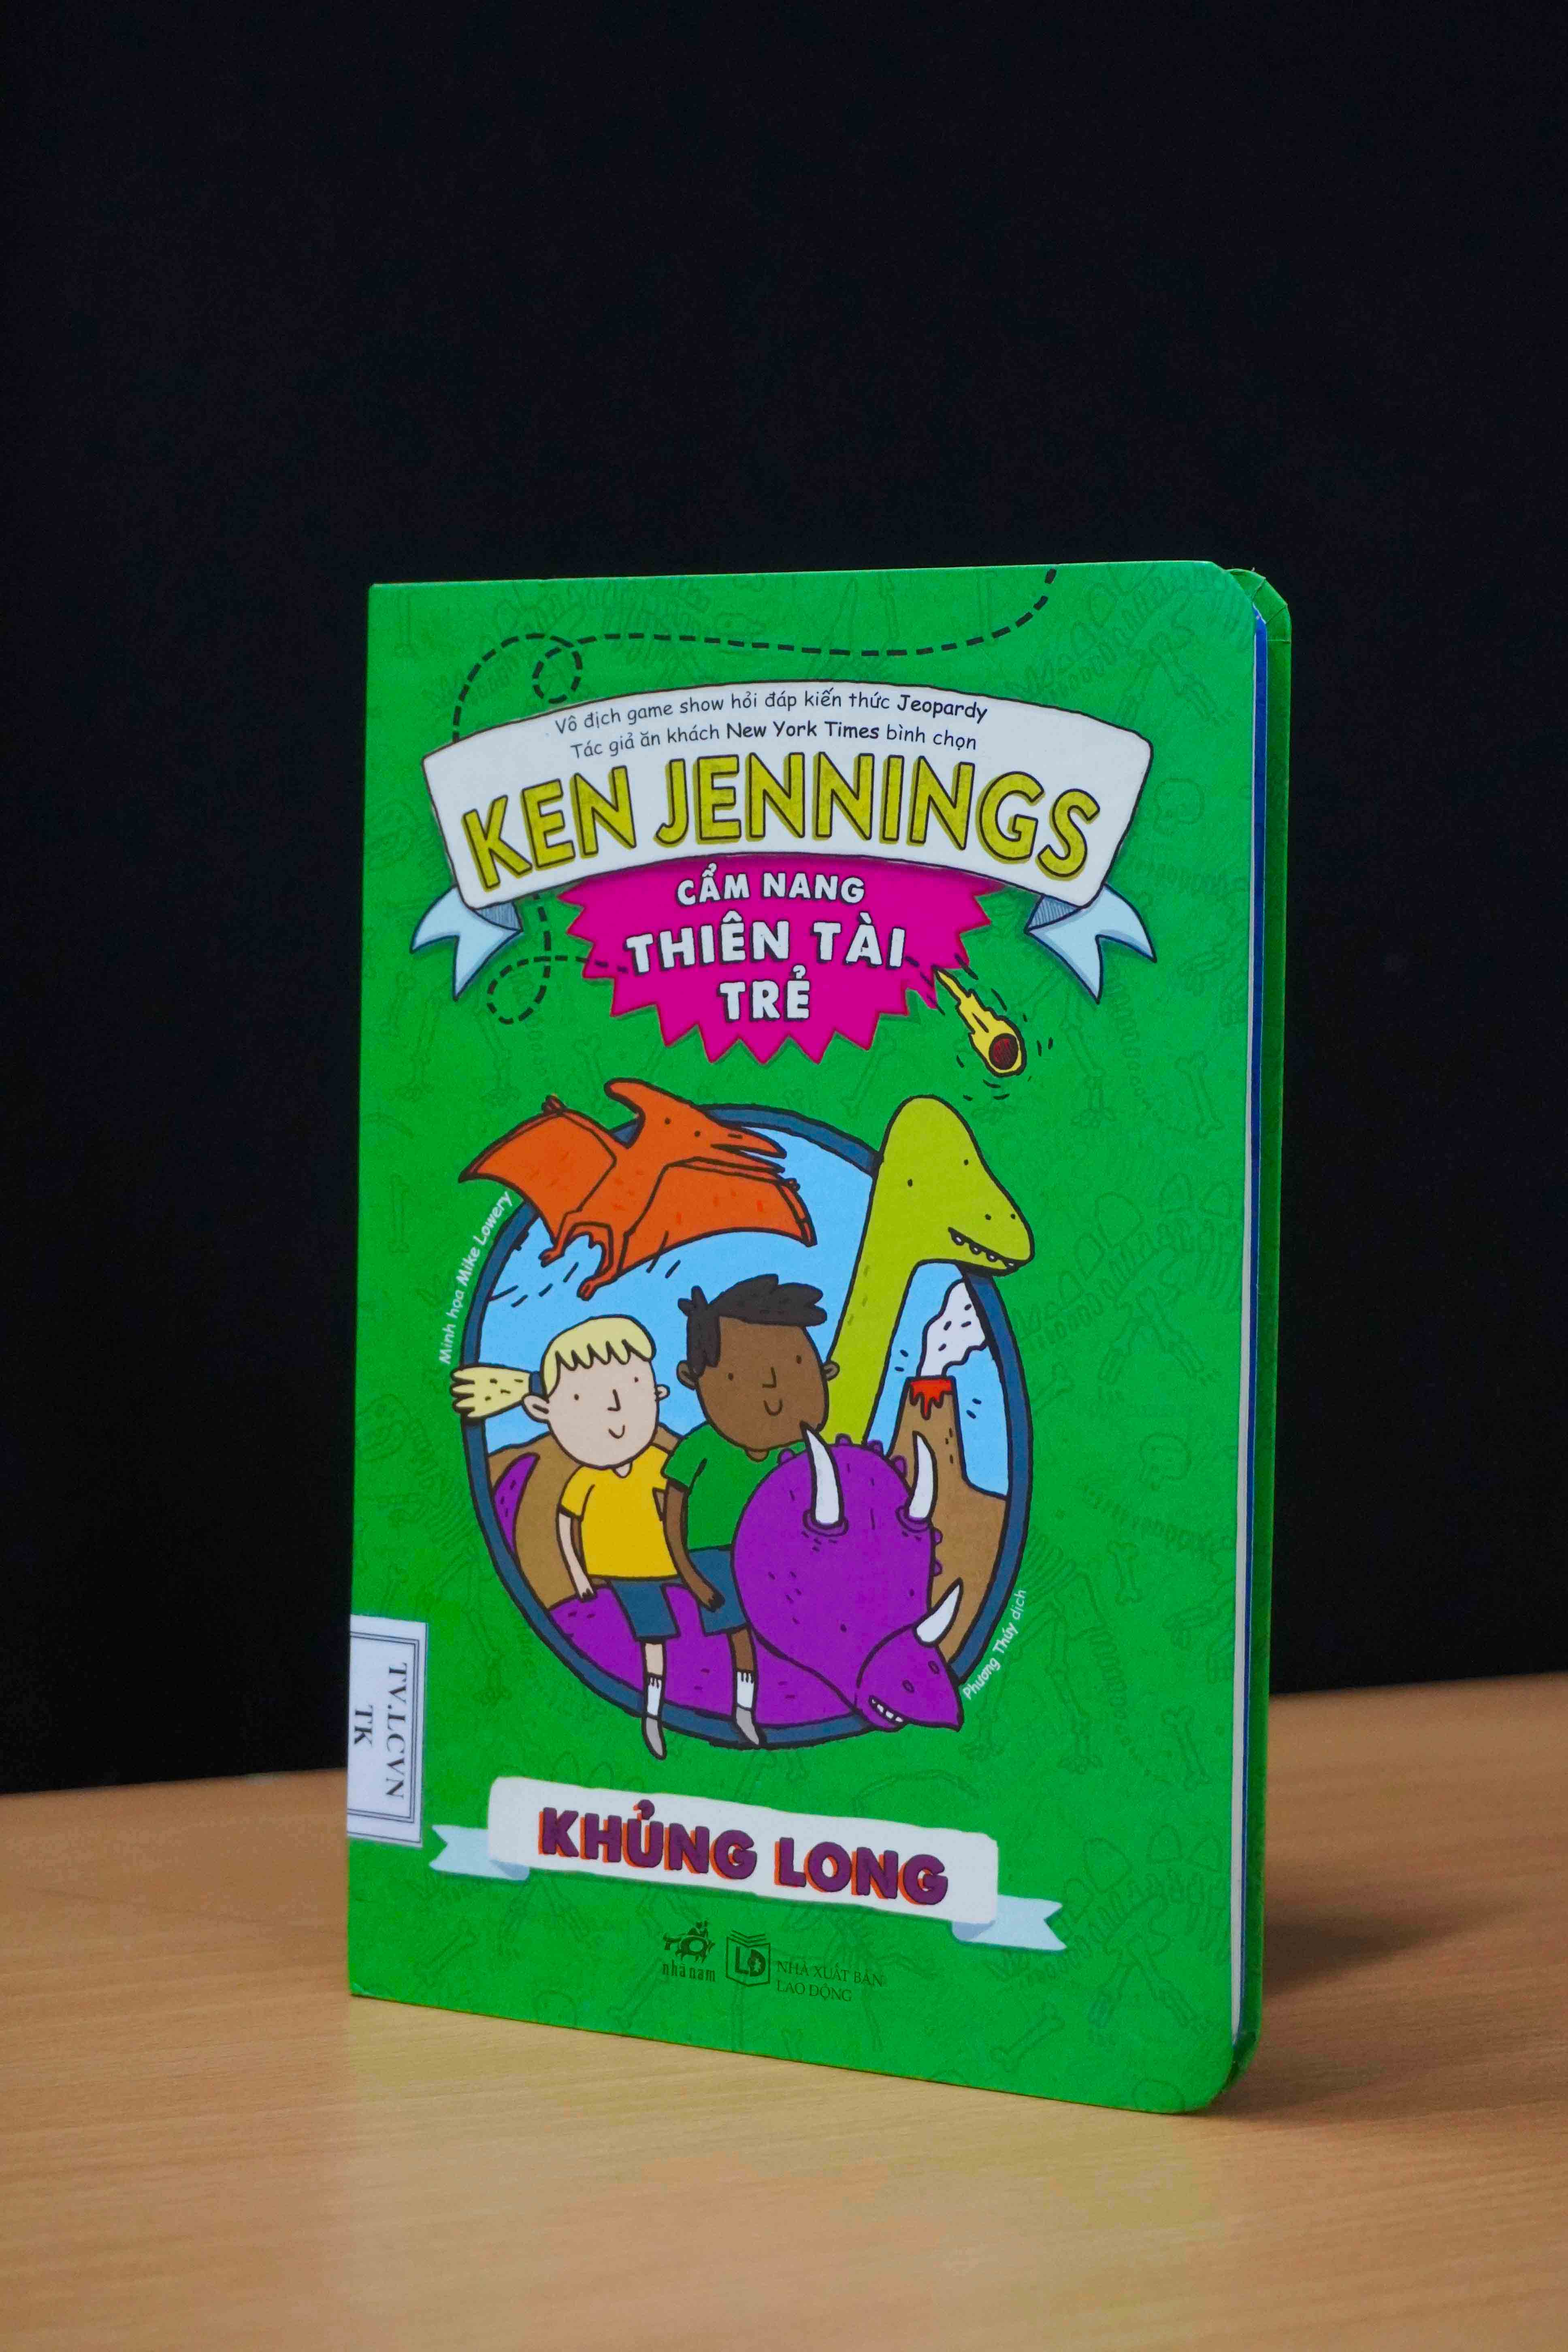 Vô địch game show hỏi đáp kiến thức Jeopardy
Tác giả ăn khách New York Times bình chọn
KEN JENNINGS
CẨM NANG
THIÊN TÀI
TRẺ
Minh họa Mike Lowery
Phương Thúy dịch
TV.LCVN
TK
KHỦNG LONG
nhã nam
LĐ
NHÀ XUẤT BẢN
LAO ĐỘNG